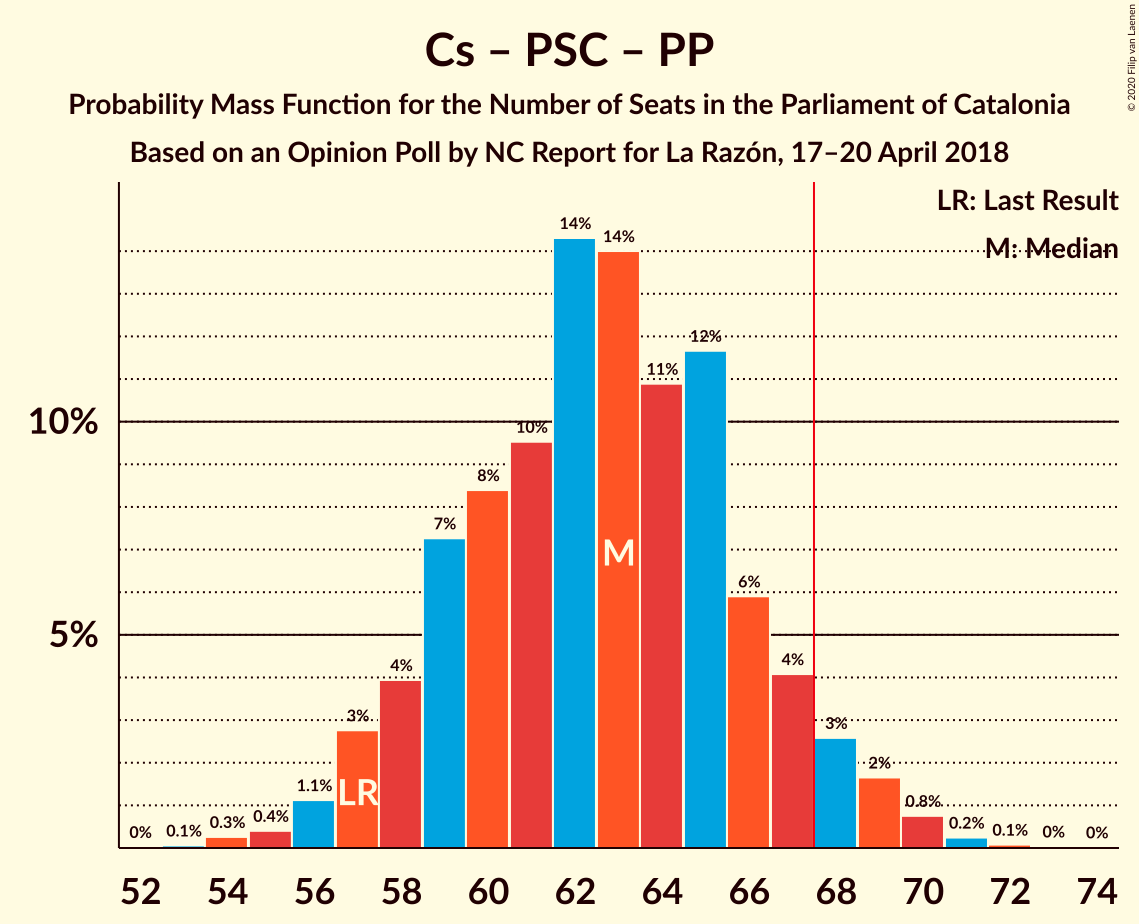 Cs – PSC – PP
Probability Mass Function for the Number of Seats in the Parliament of Catalonia
Based on an Opinion Poll by NC Report for La Razón, 17–20 April 2018
© 2020 Filip van Laenen
LR: Last Result
M: Median
10%
5%
0%
0.1%
0.3%
0.4%
1.1%
3%
4%
7%
8%
10%
14%
14%
11%
12%
6%
4%
3%
2%
0.8%
0.2%
0.1%
0%
0%
LR
M
52 54 56 58 60 62 64 66 68 70 72 74